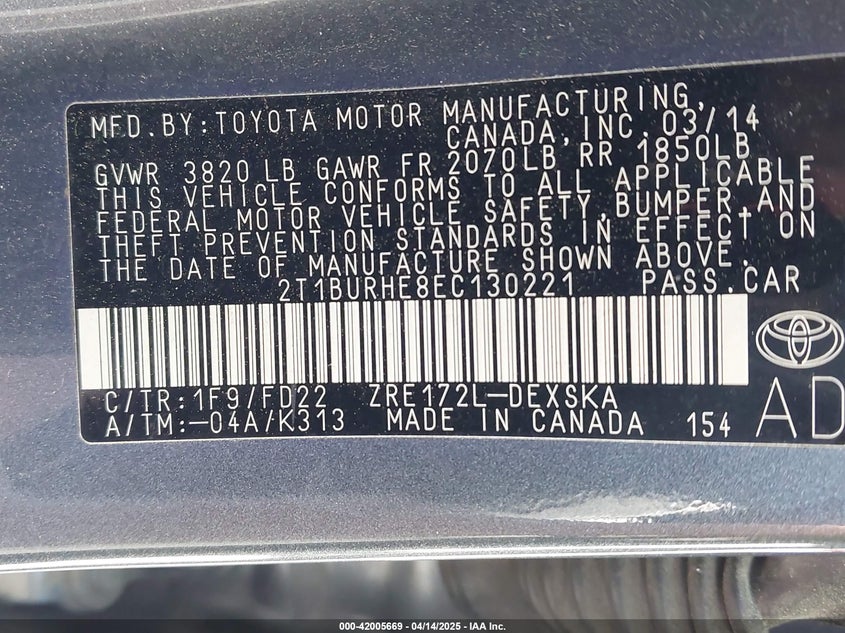 MFD.BY:TOYOTA MOTOR MANUFACTURING,
CANADA,INC.03/14
GVWR 3820 LB GAWR FR 2070LB RR 1850LB
THIS VEHICLE CONFORMS TO ALL APPLICABLE
FEDERAL MOTOR VEHICLE SAFETY,BUMPER,AND
THEFT PREVENTION STANDARDS IN EFFECT ON
THE DATE OF MANUFACTURE SHOWN ABOVE.
2T1BURHE8EC130221 PASS.CAR
C/TR:1F9/FD22 ZRE172L-DEXSKA
A/TM:-04A/K313 MADE IN CANADA 154
AD
000-42005669 - 04/14/2025 - IAA Inc.